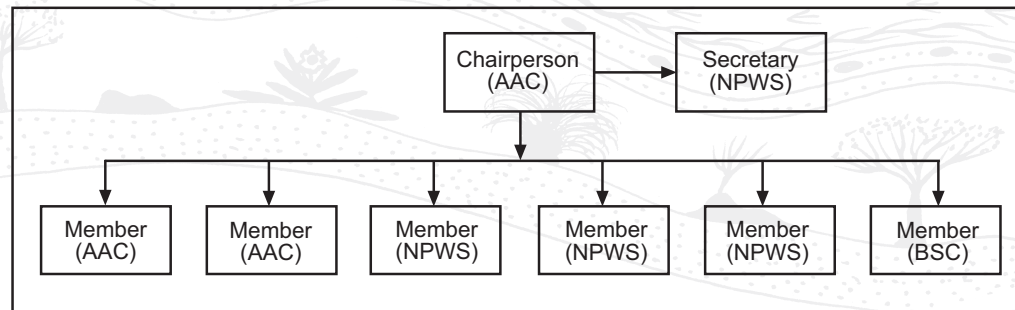 Chairperson
(AAC)
Secretary
(NPWS)
Member
(AAC)
Member
(AAC)
Member
(NPWS)
Member
(NPWS)
Member
(NPWS)
Member
(BSC)